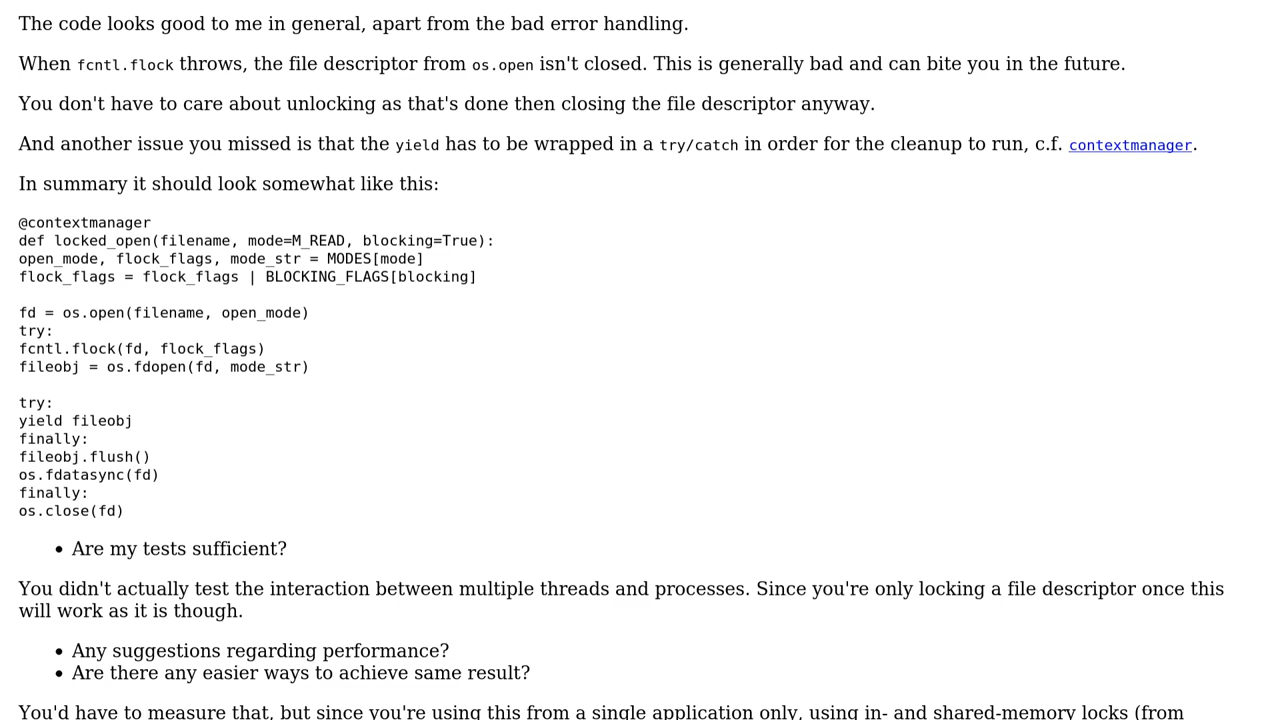 The code looks good to me in general, apart from the bad error handling.
When fcntl.flock throws, the file descriptor from os.open isn't closed. This is generally bad and can bite you in the future.
You don't have to care about unlocking as that's done then closing the file descriptor anyway.
And another issue you missed is that the yield has to be wrapped in a try/catch in order for the cleanup to run, c.f. contextmanager.
In summary it should look somewhat like this:
@contextmanager
def locked_open(filename, mode=M_READ, blocking=True):
open_mode, flock_flags, mode_str = MODES[mode]
flock_flags = flock_flags | BLOCKING_FLAGS[blocking]
fd = os.open(filename, open_mode)
try:
fcntl.flock(fd, flock_flags)
fileobj = os.fdopen(fd, mode_str)
try:
yield fileobj
finally:
fileobj.flush()
os.fdatasync(fd)
finally:
os.close(fd)
• Are my tests sufficient?
You didn't actually test the interaction between multiple threads and processes. Since you're only locking a file descriptor once this
will work as it is though.
• Any suggestions regarding performance?
• Are there any easier ways to achieve same result?
You'd have to measure that, but since you're using this from a single application only, using in- and shared-memory locks (from